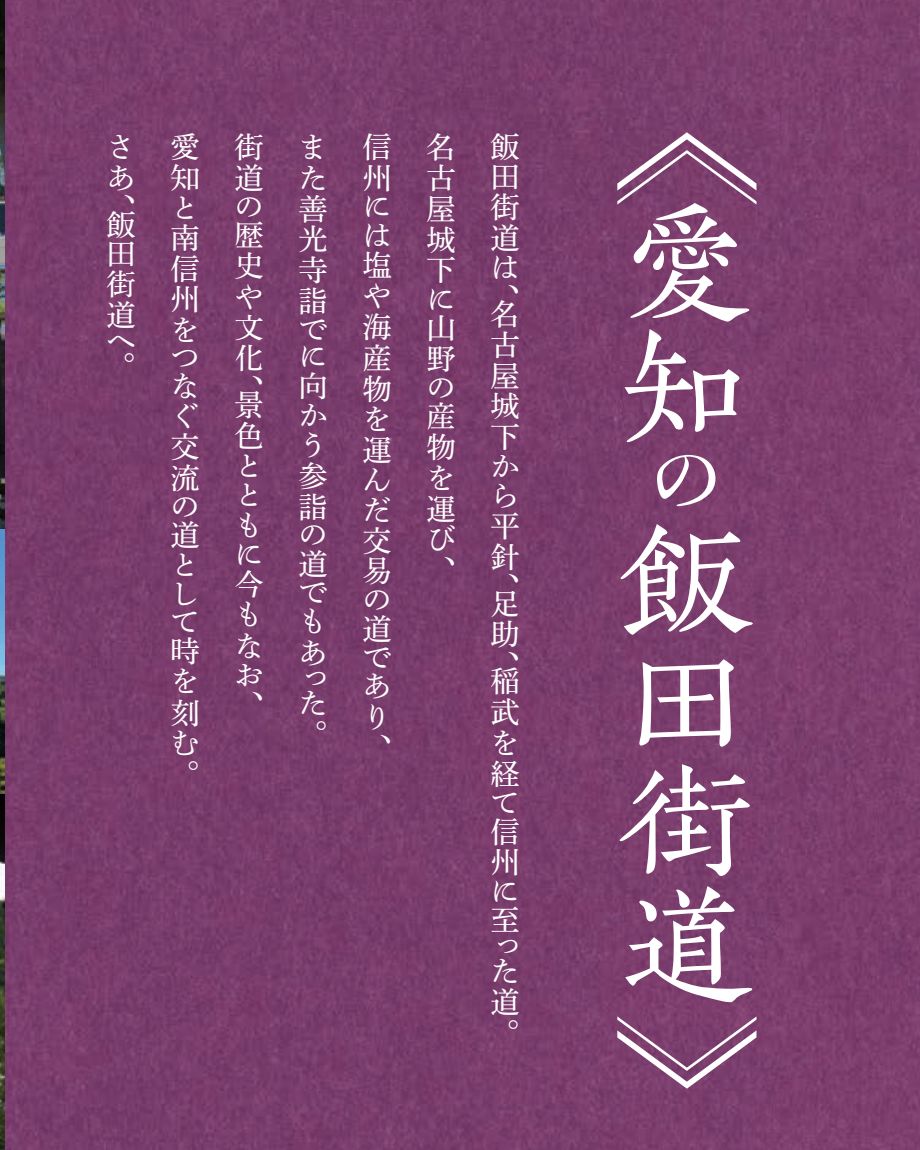 《愛知の飯田街道》
飯田街道は、名古屋城下から平針、足助、稲武を経て信州に至った道。
名古屋城下に山野の産物を運び、
信州には塩や海産物を運んだ交易の道であり、
また善光寺詣でに向かう参詣の道でもあった。
街道の歴史や文化、景色とともに今もなお、
愛知と南信州をつなぐ交流の道として時を刻む。
さあ、飯田街道へ。